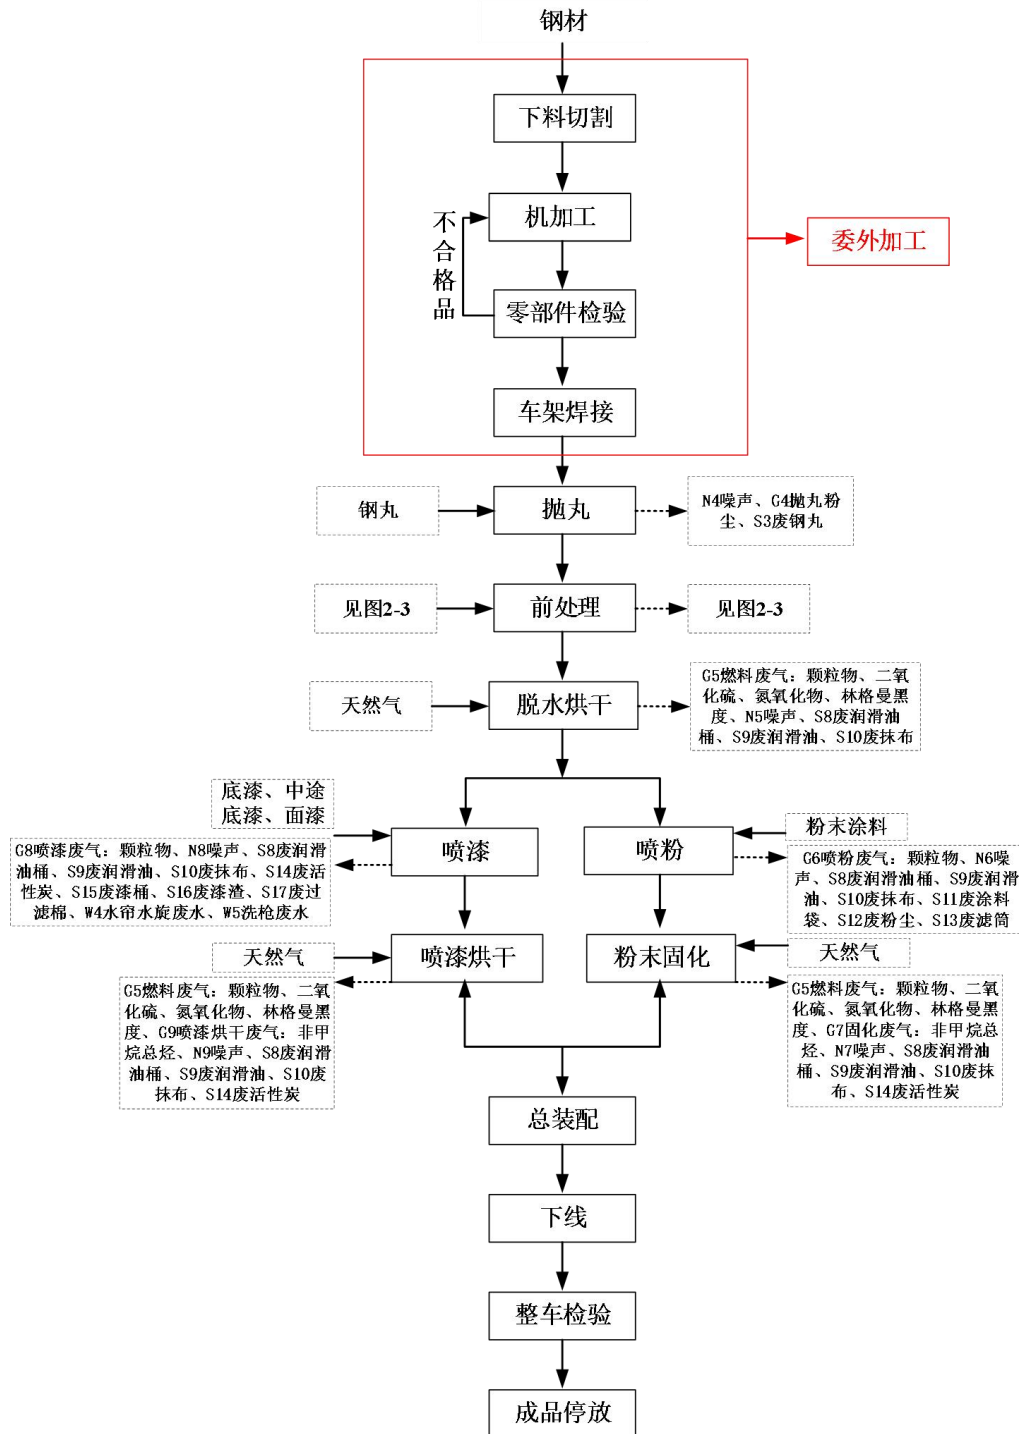 钢材
下料切割
机加工
不合格品
委外加工
零部件检验
车架焊接
钢丸
抛丸
N4噪声、G4抛丸粉
尘、S3废钢丸
见图2-3
前处理
见图2-3
天然气
脱水烘干
G5燃料废气：颗粒物、二氧
化硫、氮氧化物、林格曼黑
度、N5噪声、S8废润滑油
桶、S9废润滑油、S10废抹布
底漆、中途
底漆、面漆
喷漆
G8喷漆废气：颗粒物、N8噪声、S8废润滑
油桶、S9废润滑油、S10废抹布、S14废活
性炭、S15废漆桶、S16废漆渣、S17废过
滤棉、W4水帘水旋废水、W5洗枪废水
喷粉
粉末涂料
G6喷粉废气：颗粒物、N6噪
声、S8废润滑油桶、S9废润滑
油、S10废抹布、S11废涂料
袋、S12废粉尘、S13废滤筒
天然气
喷漆烘干
G5燃料废气：颗粒物、二氧
化硫、氮氧化物、林格曼黑
度、G9喷漆烘干废气：非甲
烷总烃、N9噪声、S8废润滑
油桶、S9废润滑油、S10废
抹布、S14废活性炭
粉末固化
天然气
G5燃料废气：颗粒物、二氧
化硫、氮氧化物、林格曼黑
度、G7固化废气：非甲烷总
烃、N7噪声、S8废润滑油
桶、S9废润滑油、S10废抹
布、S14废活性炭
总装配
下线
整车检验
成品停放